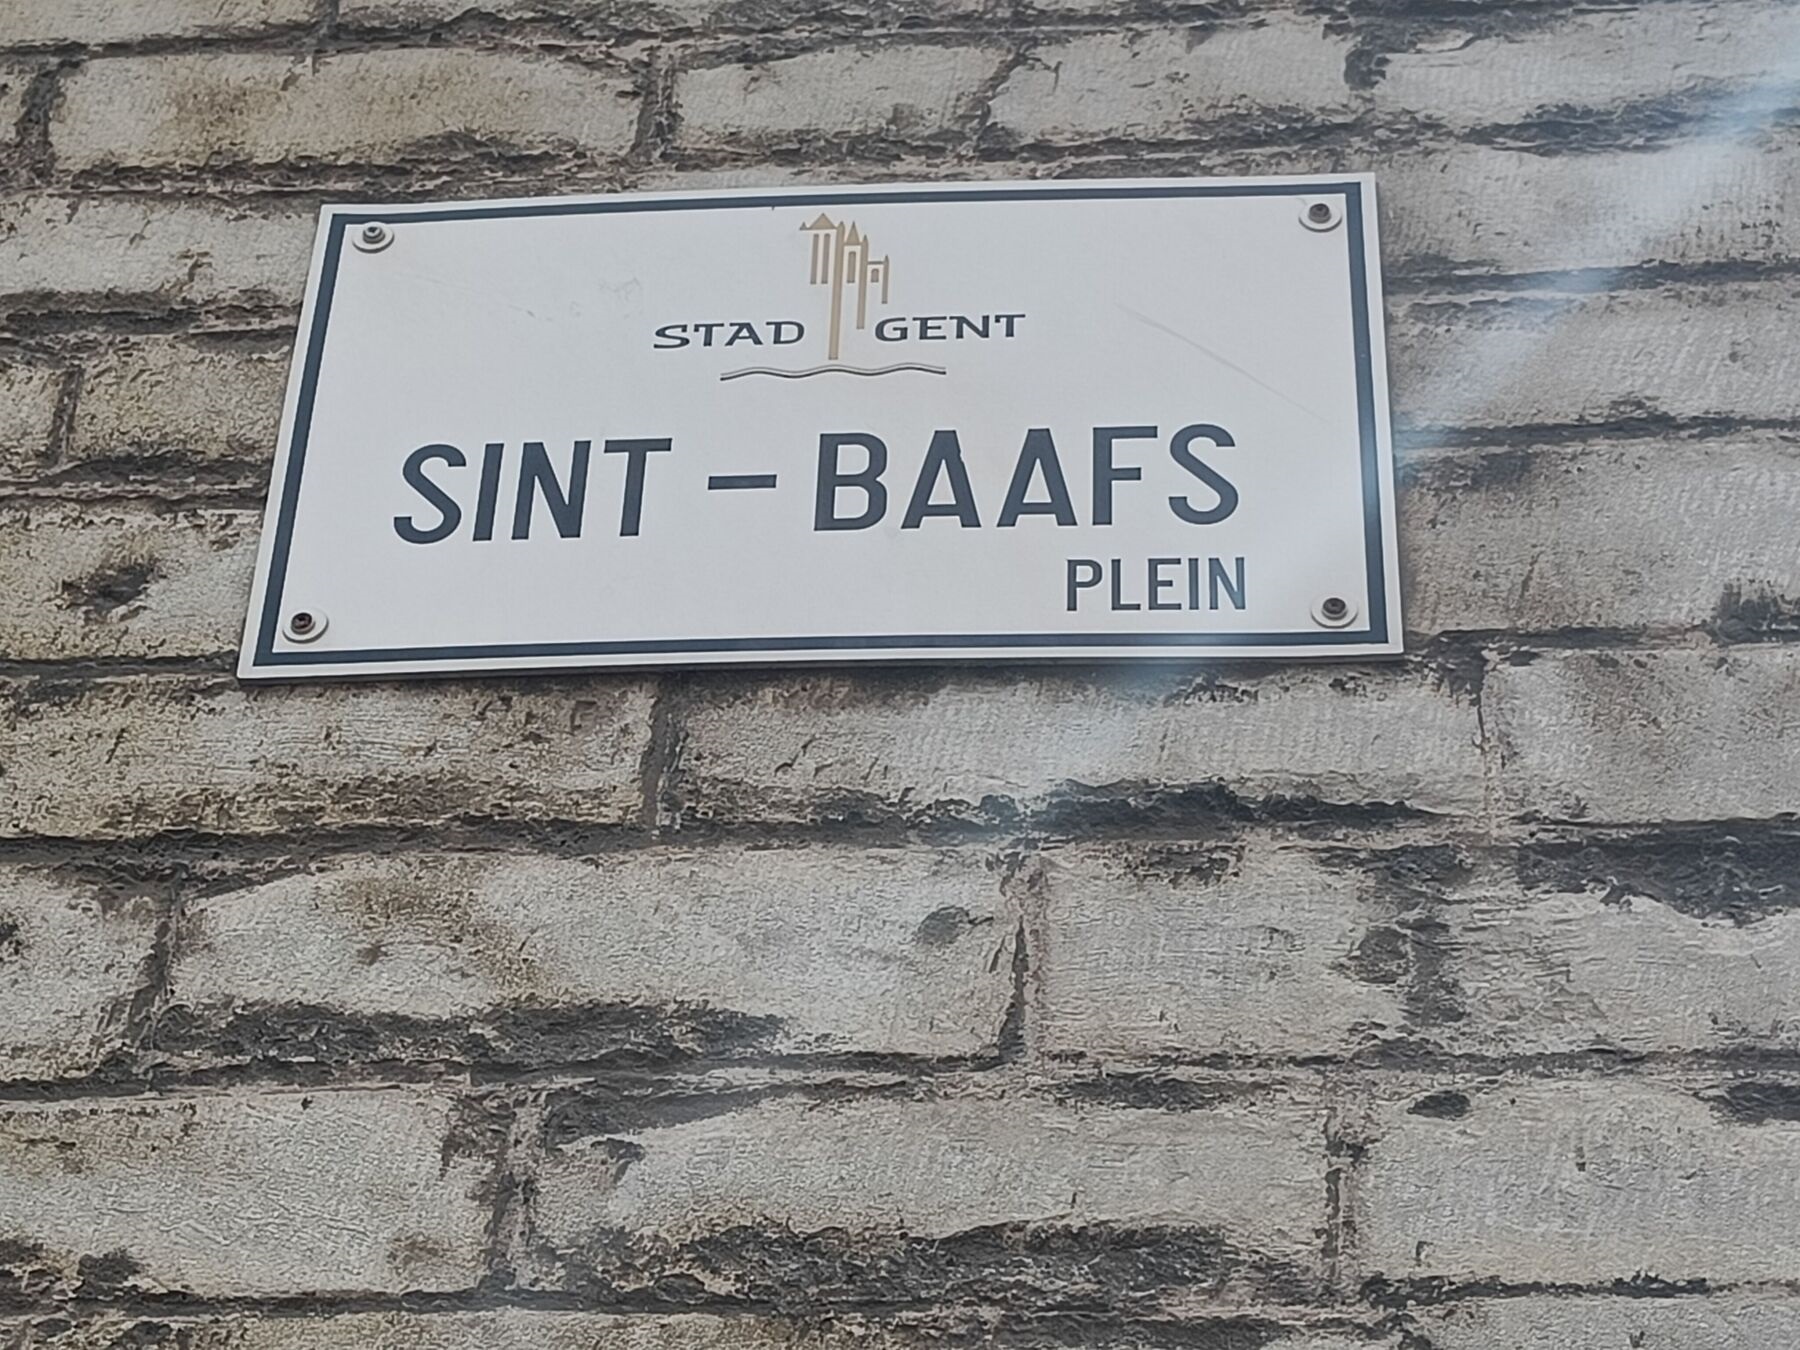 STAD GENT
SINT - BAAFS
PLEIN